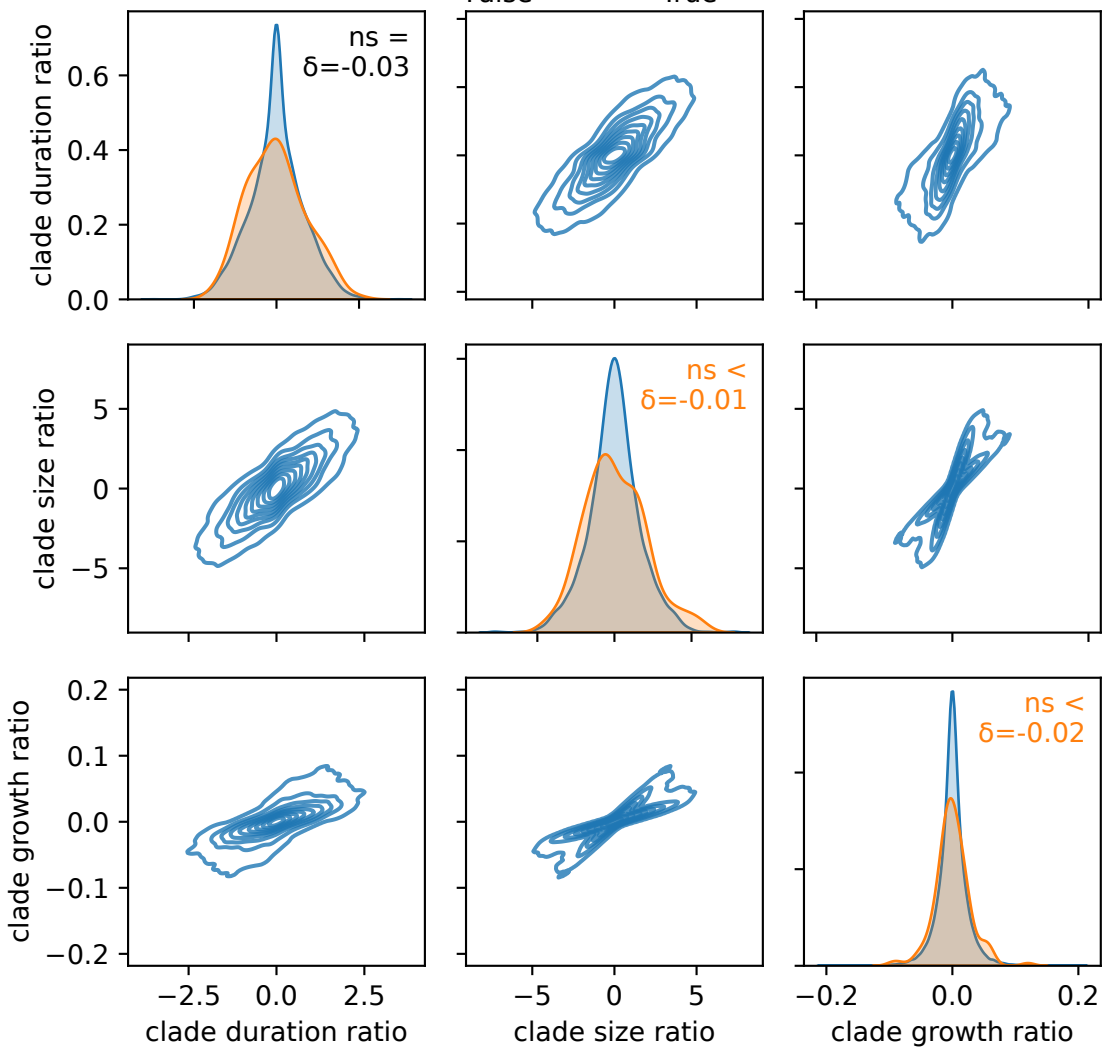 ns =
δ=-0.03
clade duration ratio
0.6
0.4
0.2
0.0
ns <
δ=-0.01
clade size ratio
5
0
−5
ns <
δ=-0.02
clade growth ratio
0.2
0.1
0.0
−0.1
−0.2
−2.5 0.0 2.5
−5 0 5
−0.2 0.0 0.2
clade duration ratio
clade size ratio
clade growth ratio